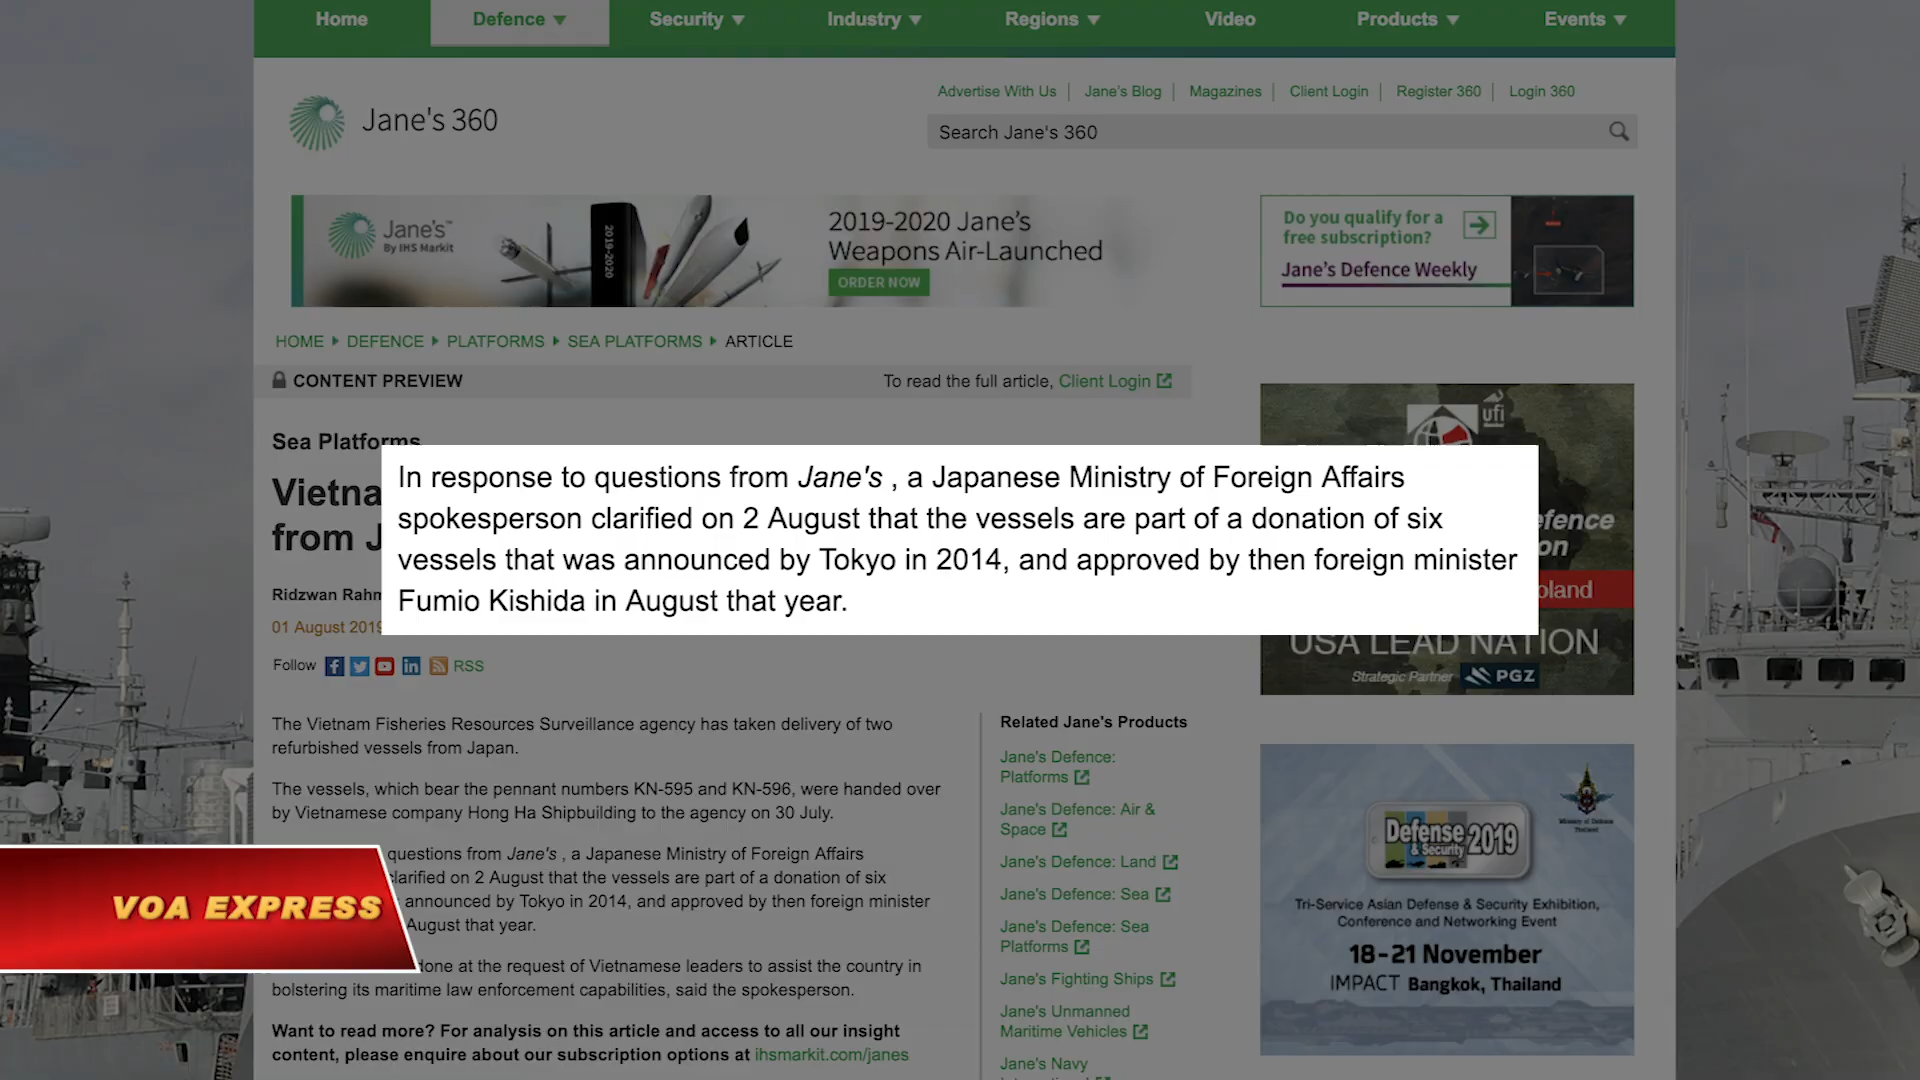 Home
Defence
Security
Industry
Regions
Video
Products
Events
Advertise With Us
Jane's Blog
Magazines
Client Login
Register 360
Login 360
Jane's 360
Search Jane's 360
Jane's™
By IHS Markit
2019-2020
2019-2020 Jane's
Weapons Air-Launched
ORDER NOW
Do you qualify for a
free subscription?
Jane's Defence Weekly
HOME DEFENCE PLATFORMS SEA PLATFORMS ARTICLE
CONTENT PREVIEW
To read the full article, Client Login
Sea Platforms
Vietna
from J
Ridzwan Rahm
01 August 2019
Follow
RSS
In response to questions from Jane's , a Japanese Ministry of Foreign Affairs
spokesperson clarified on 2 August that the vessels are part of a donation of six
vessels that was announced by Tokyo in 2014, and approved by then foreign minister
Fumio Kishida in August that year.
ufi
efence
on
oland
USA LEAD NATION
Strategic Partner
PGZ
The Vietnam Fisheries Resources Surveillance agency has taken delivery of two
refurbished vessels from Japan.
The vessels, which bear the pennant numbers KN-595 and KN-596, were handed over
by Vietnamese company Hong Ha Shipbuilding to the agency on 30 July.
questions from Jane's , a Japanese Ministry of Foreign Affairs
larified on 2 August that the vessels are part of a donation of six
announced by Tokyo in 2014, and approved by then foreign minister
August that year.
done at the request of Vietnamese leaders to assist the country in
bolstering its maritime law enforcement capabilities, said the spokesperson.
Want to read more? For analysis on this article and access to all our insight
content, please enquire about our subscription options at ihsmarkit.com/janes
VOA EXPRESS
Related Jane's Products
Jane's Defence:
Platforms
Jane's Defence: Air &
Space
Jane's Defence: Land
Jane's Defence: Sea
Jane's Defence: Sea
Platforms
Jane's Fighting Ships
Jane's Unmanned
Maritime Vehicles
Jane's Navy
Ministry of Defence
Thailand
Defense
& Security
2019
Tri-Service Asian Defense & Security Exhibition,
Conference and Networking Event
18-21 November
IMPACT Bangkok, Thailand